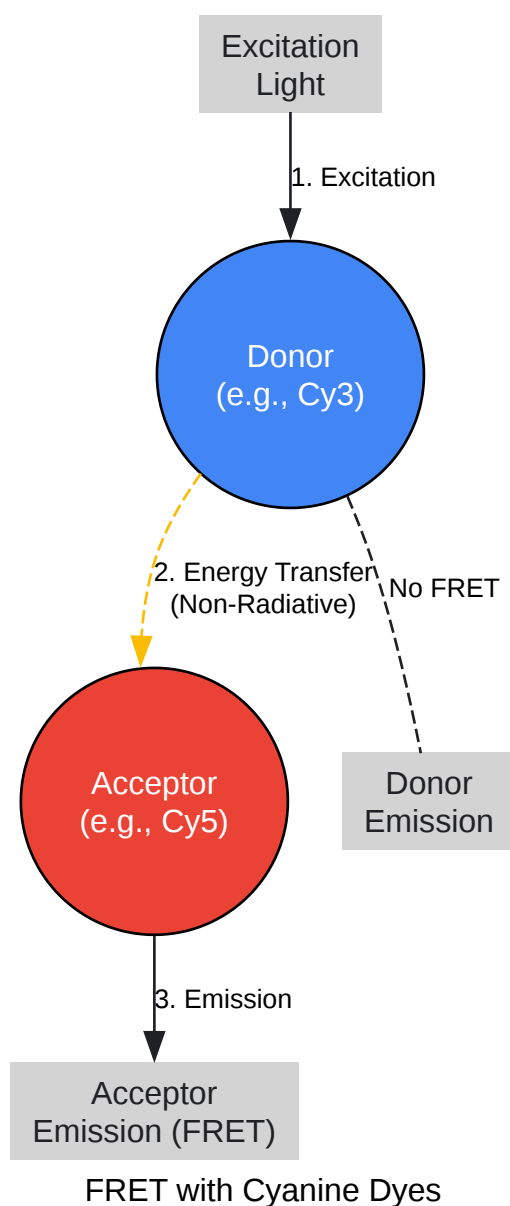 Excitation
Light
1. Excitation
Donor
(e.g., Cy3)
2. Energy Transfer
(Non-Radiative)
No FRET
Acceptor
(e.g., Cy5)
Donor
Emission
3. Emission
Acceptor
Emission (FRET)
FRET with Cyanine Dyes